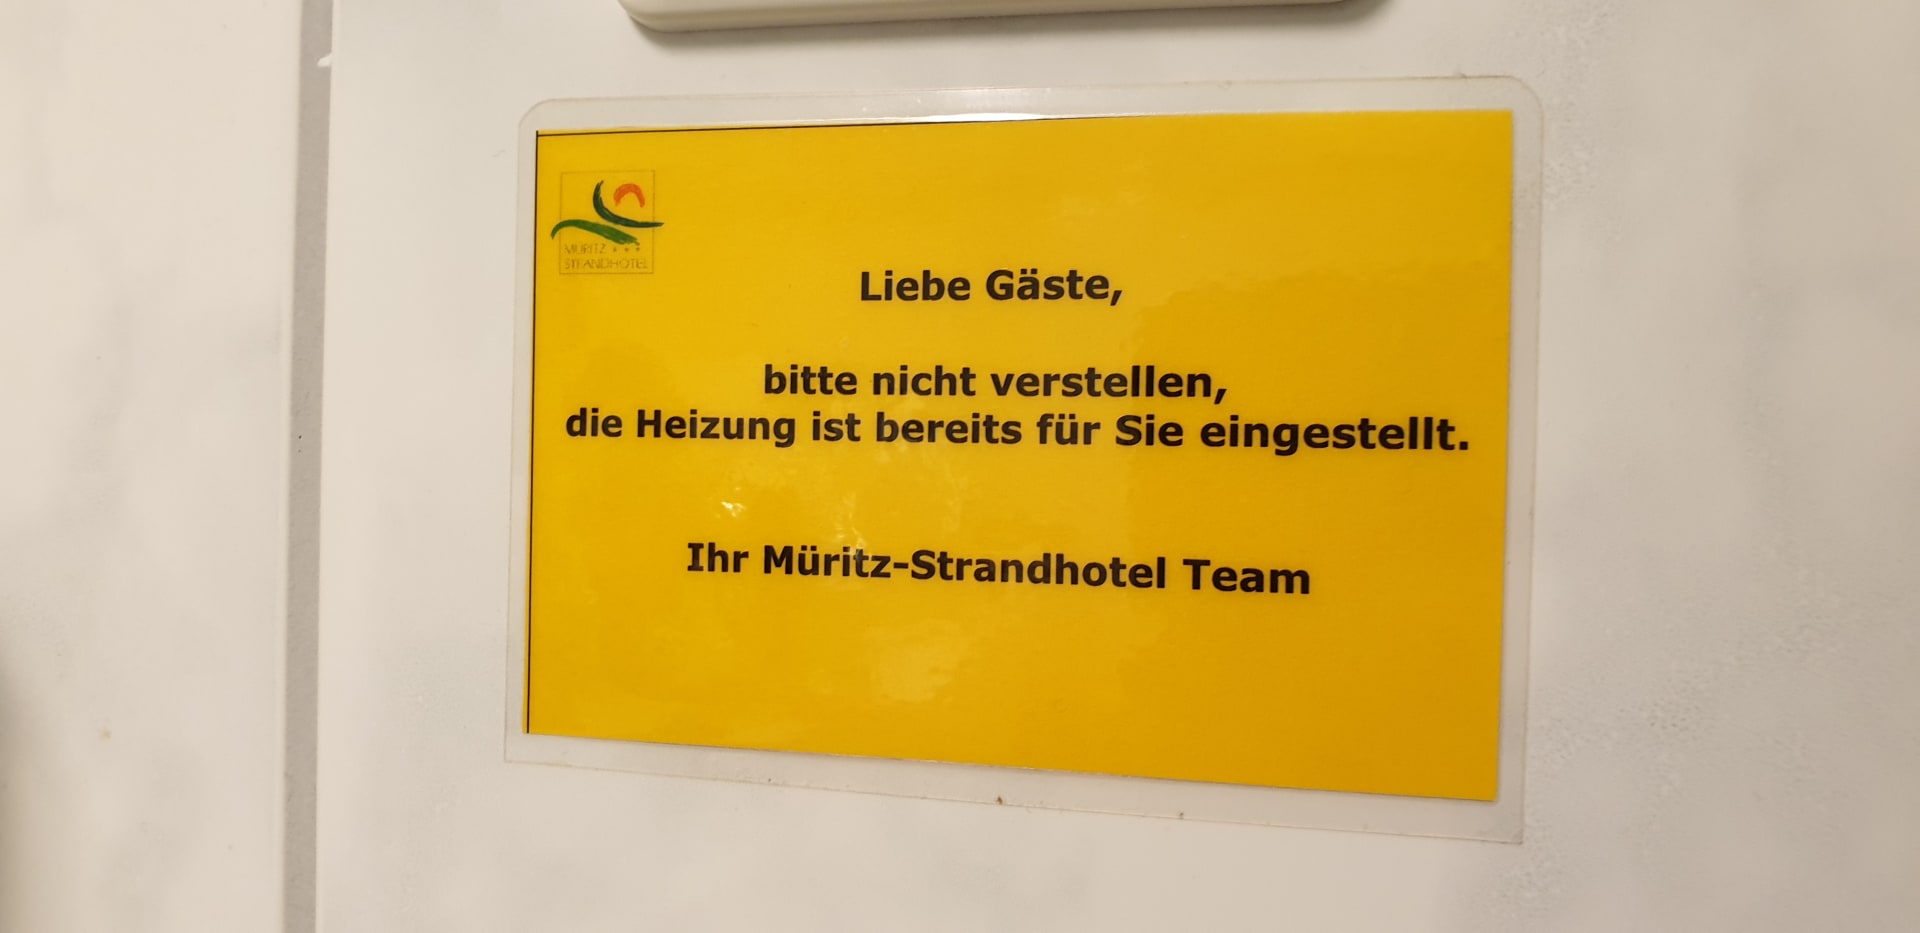 MÜRITZ ***
STRANDHOTEL
Liebe Gäste,
bitte nicht verstellen,
die Heizung ist bereits für Sie eingestellt.
Ihr Müritz-Strandhotel Team